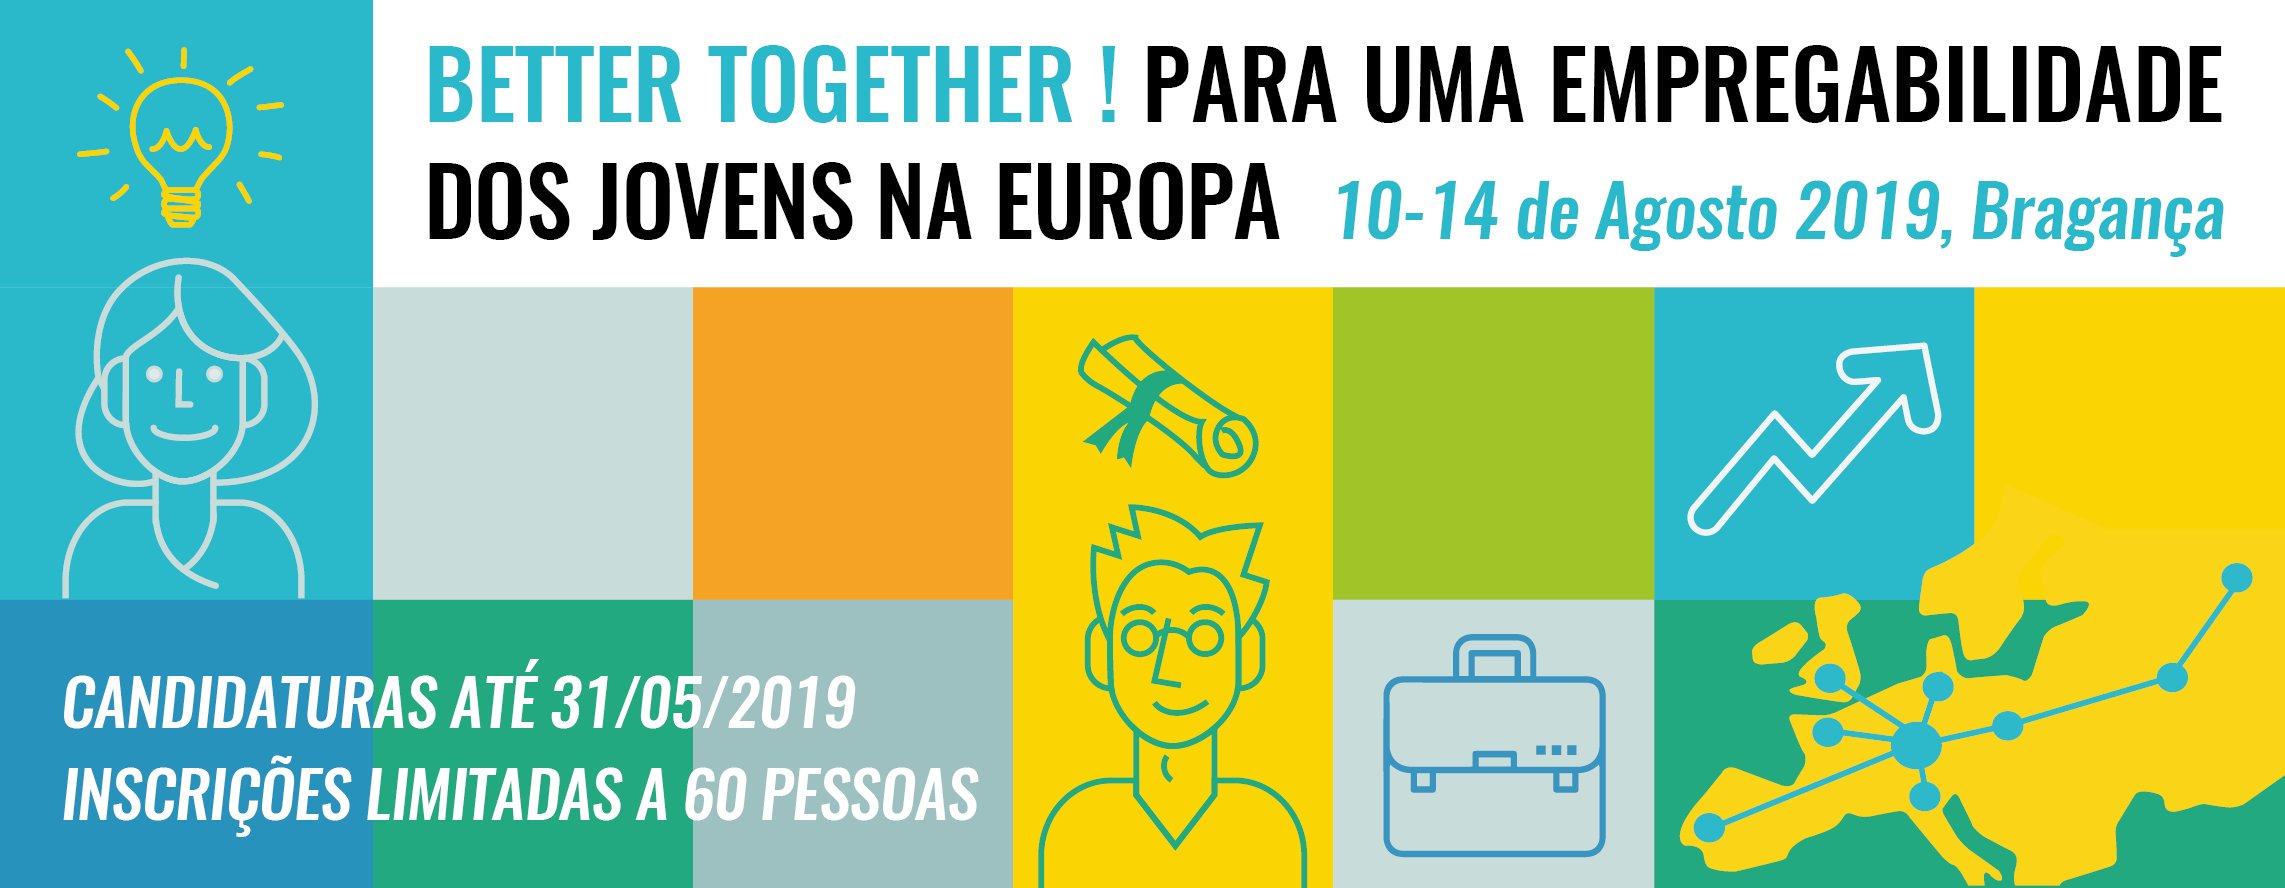 BETTER TOGETHER ! PARA UMA EMPREGABILIDADE
DOS JOVENS NA EUROPA 10-14 de Agosto 2019, Bragança
CANDIDATURAS ATÉ 31/05/2019
INSCRIÇÕES LIMITADAS A 60 PESSOAS